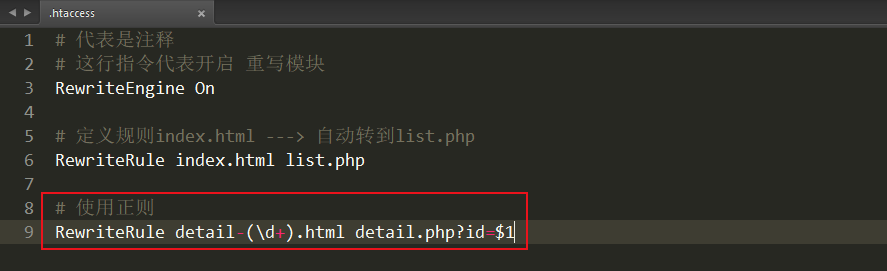 .htaccess ×
1 # 代表是注释
2 # 这行指令代表开启 重写模块
3 RewriteEngine On
4
5 # 定义规则index.html ---> 自动转到list.php
6 RewriteRule index.html list.php
7
8 # 使用正则
9 RewriteRule detail-(\d+).html detail.php?id=$1